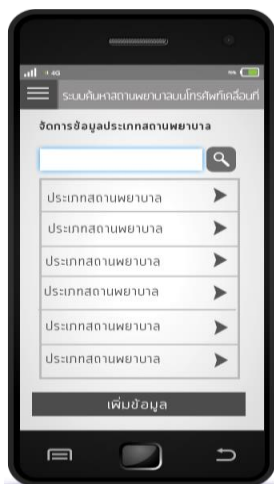 4G
ระบบค้นหาสถานพยาบาลบนโทรศัพท์เคลื่อนที่
จัดการข้อมูลประเภทสถานพยาบาล
ประเภทสถานพยาบาล
ประเภทสถานพยาบาล
ประเภทสถานพยาบาล
ประเภทสถานพยาบาล
ประเภทสถานพยาบาล
ประเภทสถานพยาบาล
เพิ่มข้อมูล